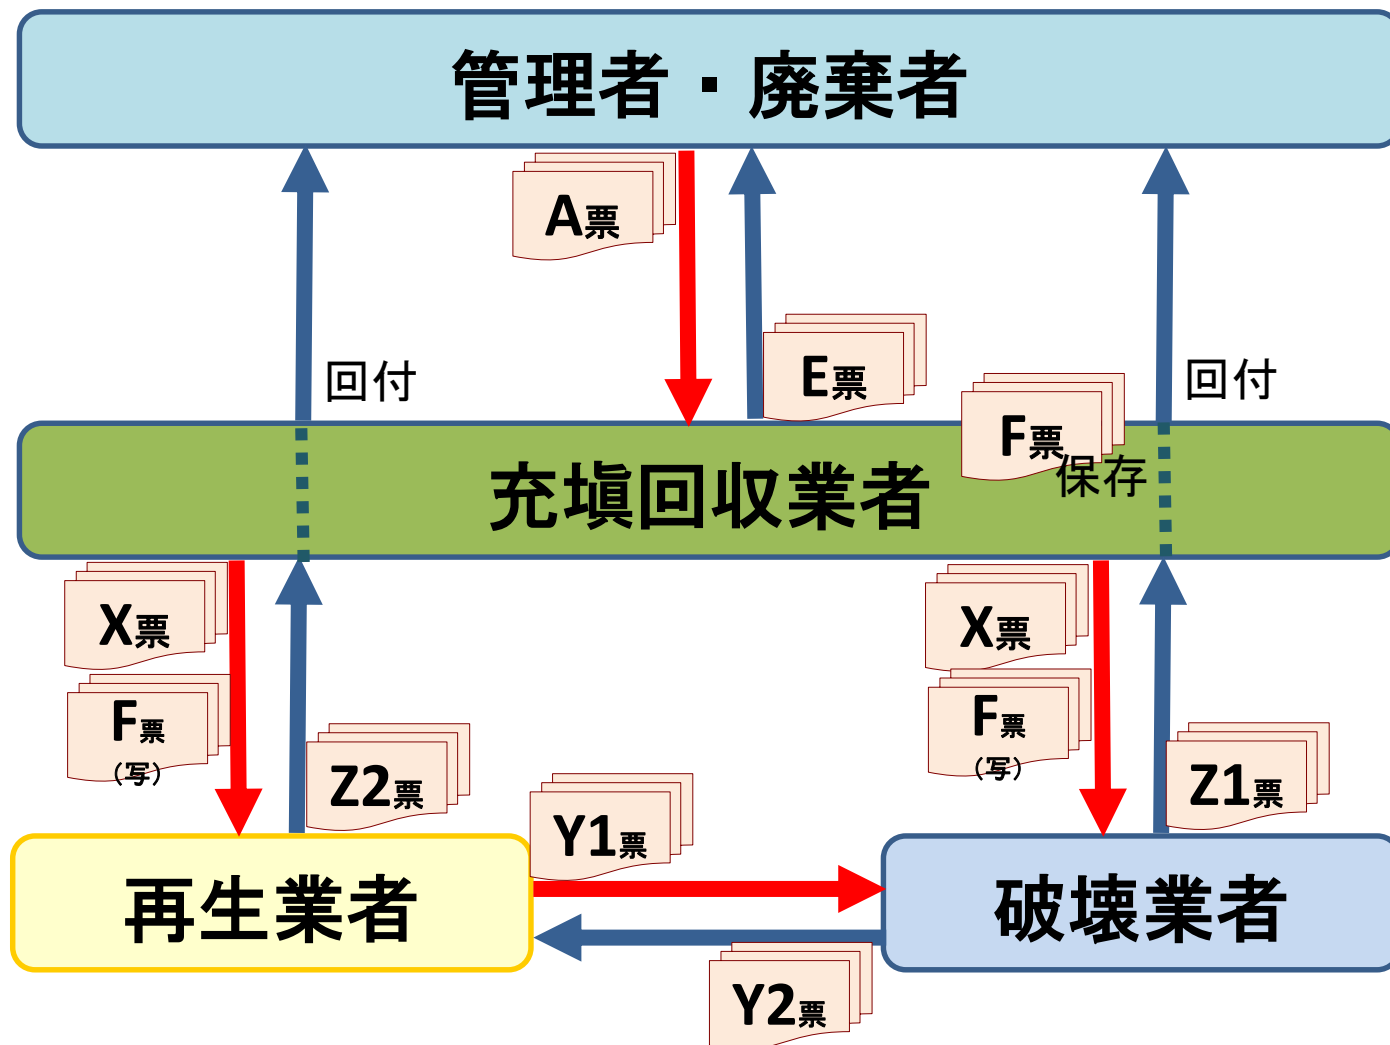 管理者・廃棄者
A票
E票
回付
回付
F票
保存
充塡回収業者
X票
F票
（写）
X票
F票
（写）
Z2票
Z1票
Y1票
再生業者
破壊業者
Y2票